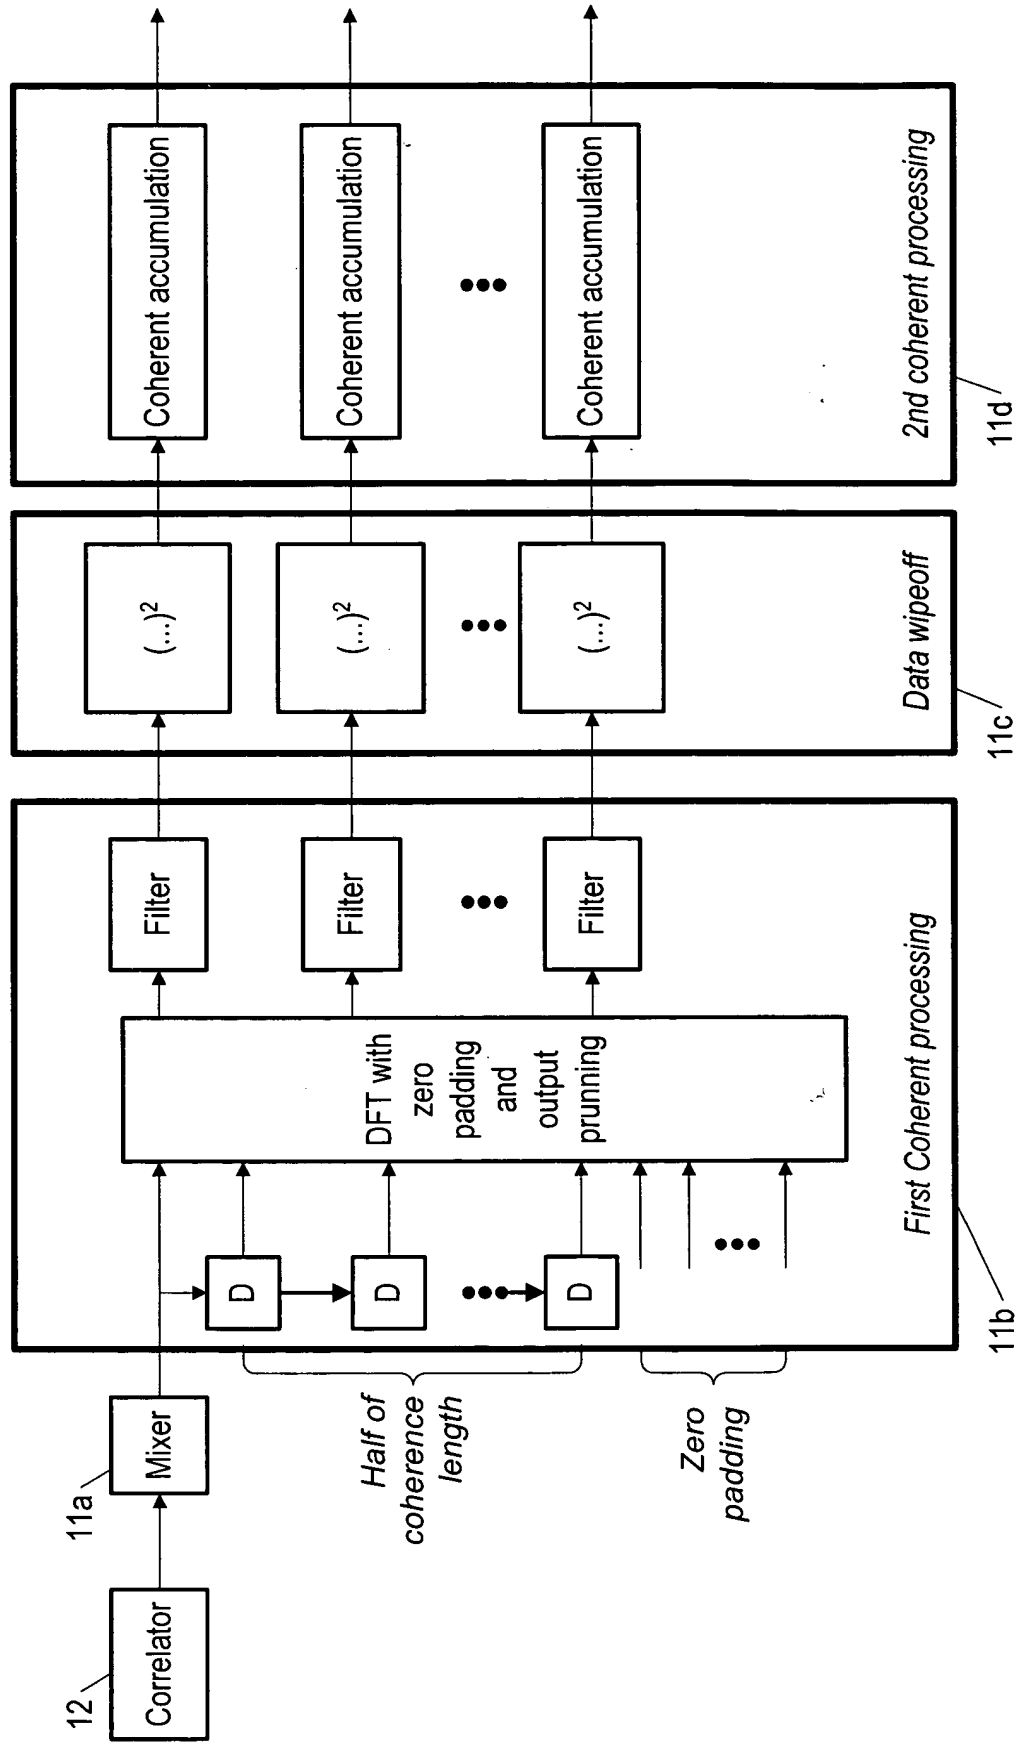 12
Correlator
11a
Mixer
Half of
coherence
length
Zero
padding
D
D
D
DFT with
zero
padding
and
output
prunning
Filter
Filter
Filter
First Coherent processing
11b
(...)²
(...)²
(...)²
Data wipeoff
11c
Coherent accumulation
Coherent accumulation
Coherent accumulation
2nd coherent processing
11d